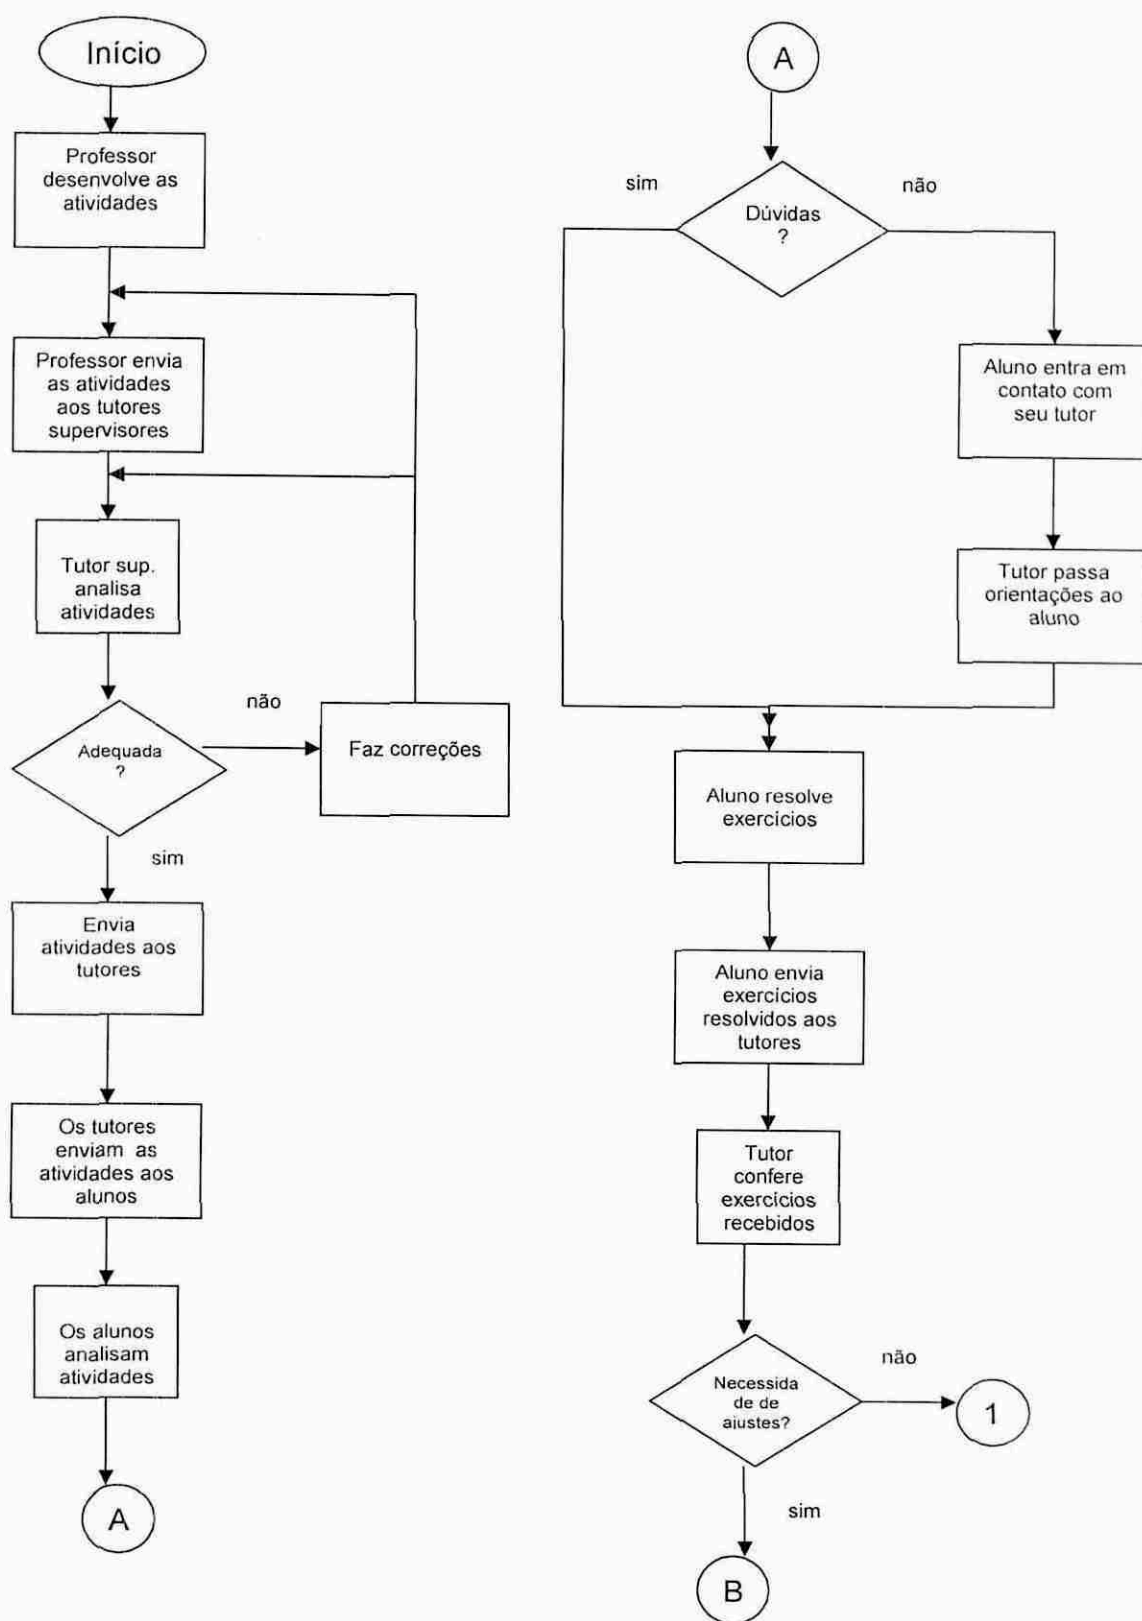 Início
Professor
desenvolve as
atividades
Professor envia
as atividades
aos tutores
supervisores
Tutor sup.
analisa
atividades
não
Adequada
?
Faz correções
sim
Envia
atividades aos
tutores
Os tutores
enviam as
atividades aos
alunos
Os alunos
analisam
atividades
A
A
sim
não
Dúvidas
?
Aluno entra em
contato com
seu tutor
Tutor passa
orientações ao
aluno
Aluno resolve
exercícios
Aluno envia
exercícios
resolvidos aos
tutores
Tutor
confere
exercícios
recebidos
não
Necessida
de de
ajustes?
1
sim
B